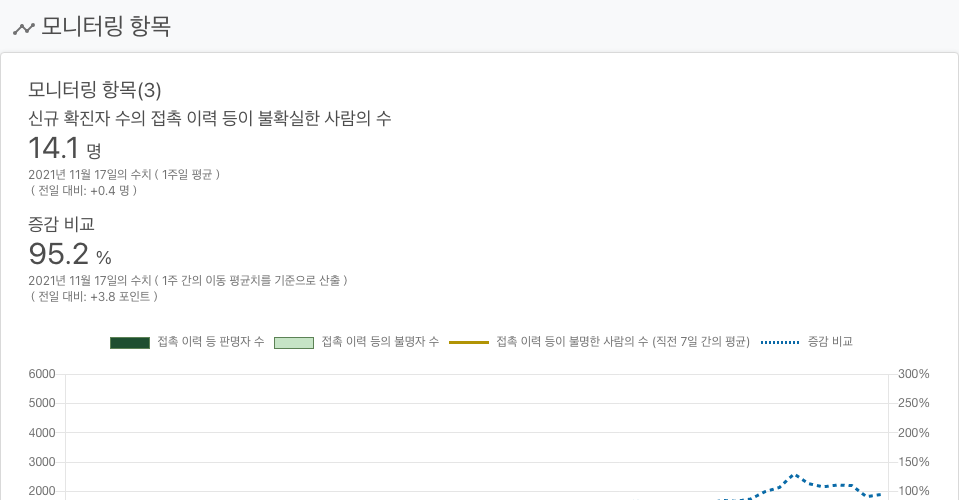 모니터링 항목
모니터링 항목(3)
신규 확진자 수의 접촉 이력 등이 불확실한 사람의 수
14.1 명
2021년 11월 17일의 수치 ( 1주일 평균 )
( 전일 대비: +0.4 명 )
증감 비교
95.2 %
2021년 11월 17일의 수치 ( 1주 간의 이동 평균치를 기준으로 산출 )
( 전일 대비: +3.8 포인트 )
접촉 이력 등 판명자 수 접촉 이력 등의 불명자 수 접촉 이력 등이 불명한 사람의 수 (직전 7일 간의 평균) 증감 비교
6000 300%
5000 250%
4000 200%
3000 150%
2000 100%